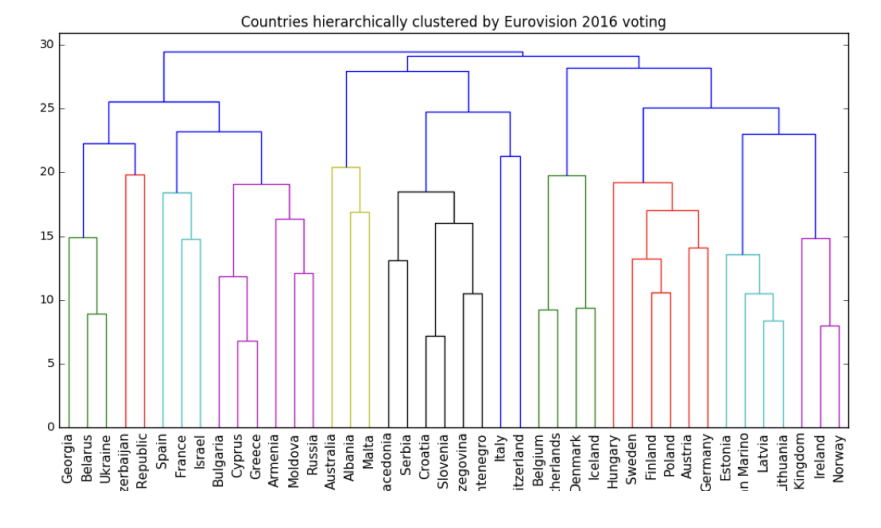 Countries hierarchically clustered by Eurovision 2016 voting
30
25
20
15
10
5
0
Georgia
Belarus
Ukraine
zerbaijan
Republic
Spain
France
Israel
Bulgaria
Cyprus
Greece
Armenia
Moldova
Russia
Australia
Albania
Malta
acedonia
Serbia
Croatia
Slovenia
zegovina
ntenegro
Italy
itzerland
Belgium
therlands
Denmark
Iceland
Hungary
Sweden
Finland
Poland
Austria
Germany
Estonia
n Marino
Latvia
ithuania
Kingdom
Ireland
Norway